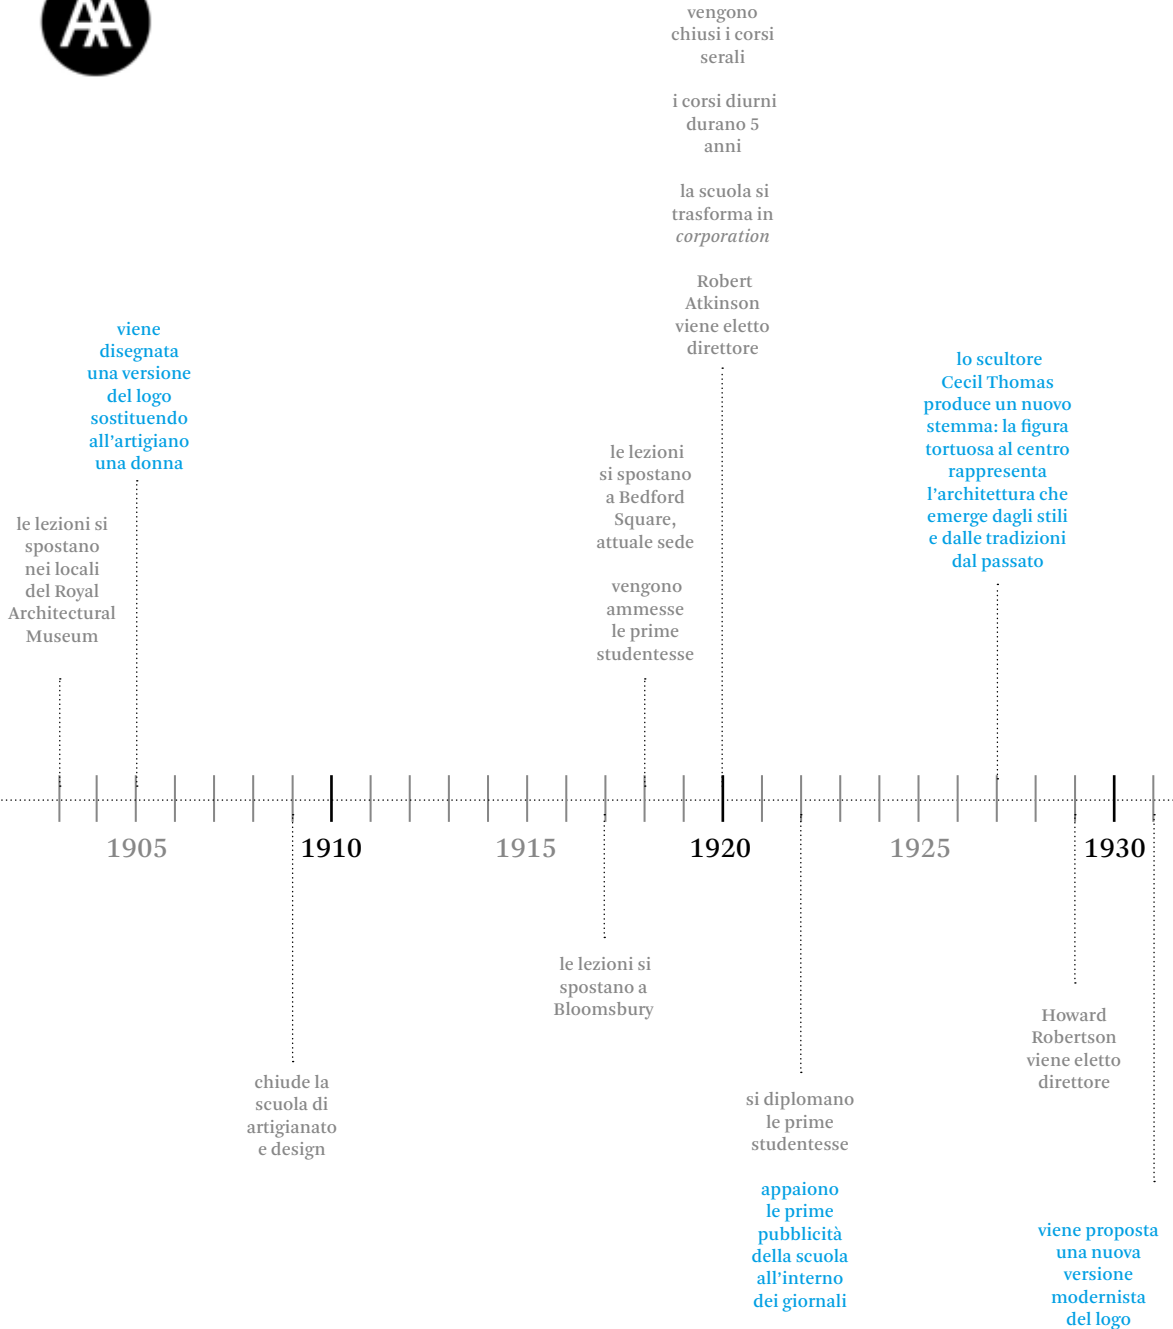 AA
vengono
chiusi i corsi
serali
i corsi diurni
durano 5
anni
la scuola si
trasforma in
corporation
Robert
Atkinson
viene eletto
direttore
viene
disegnata
una versione
del logo
sostituendo
all’artigiano
una donna
lo scultore
Cecil Thomas
produce un nuovo
stemma: la figura
tortuosa al centro
rappresenta
l’architettura che
emerge dagli stili
e dalle tradizioni
dal passato
le lezioni
si spostano
a Bedford
Square,
attuale sede
vengono
ammesse
le prime
studentesse
le lezioni si
spostano
nei locali
del Royal
Architectural
Museum
1905
1910
1915
1920
1925
1930
le lezioni si
spostano a
Bloomsbury
Howard
Robertson
viene eletto
direttore
chiude la
scuola di
artigianato
e design
si diplomano
le prime
studentesse
appaiono
le prime
pubblicità
della scuola
all’interno
dei giornali
viene proposta
una nuova
versione
modernista
del logo